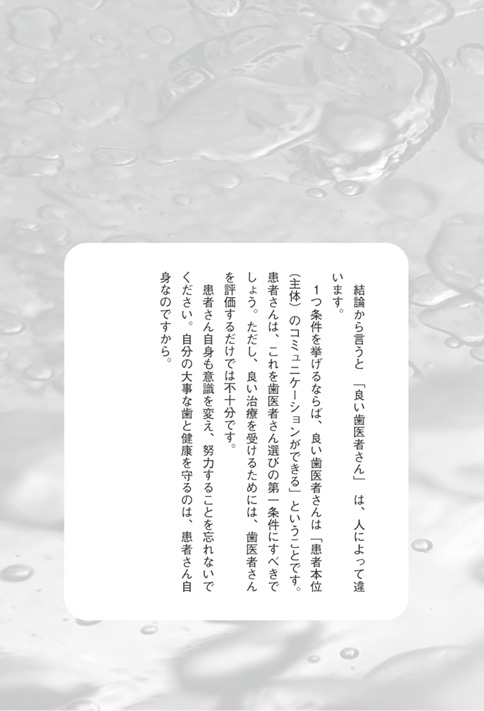 結論から言うと　「良い歯医者さん」　は、人によって違
います。
　１つ条件を挙げるならば、良い歯医者さんは「患者本位
（主体）のコミュニケーションができる」ということです。
患者さんは、これを歯医者さん選びの第一条件にすべきで
しょう。ただし、良い治療を受けるためには、歯医者さん
を評価するだけでは不十分です。
　患者さん自身も意識を変え、努力することを忘れないで
ください。自分の大事な歯と健康を守るのは、患者さん自
身なのですから。